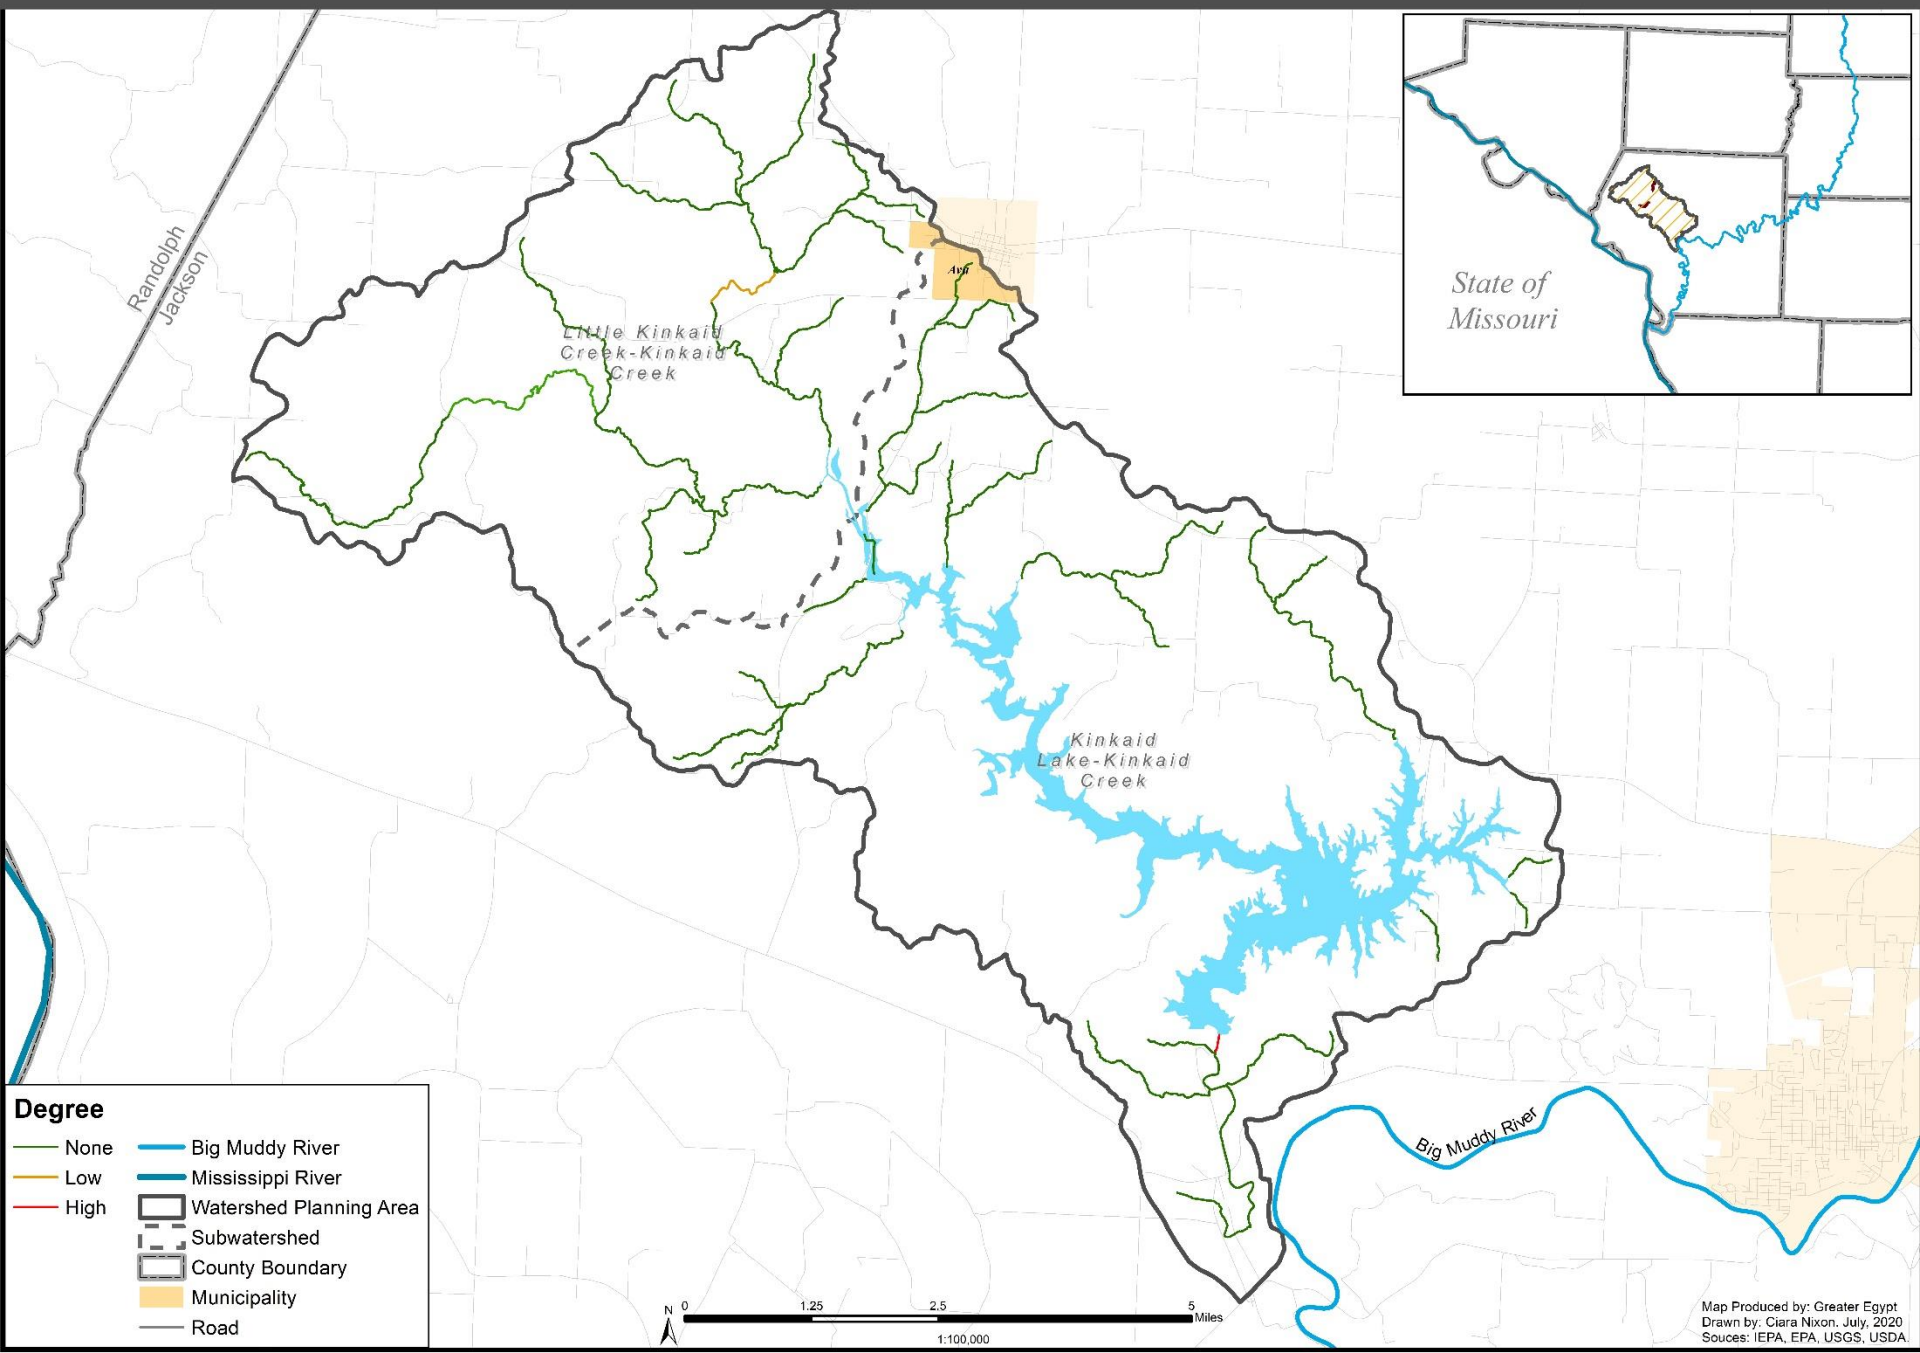 State of
Missouri
Randolph
Jackson
Ava
Little Kinkaid
Creek-Kinkaid
Creek
Kinkaid
Lake-Kinkaid
Creek
Big Muddy River
Degree
None
Low
High
Big Muddy River
Mississippi River
Watershed Planning Area
Subwatershed
County Boundary
Municipality
Road
N
0 1.25 2.5 5
Miles
1:100,000
Map Produced by: Greater Egypt
Drawn by: Ciara Nixon. July, 2020
Souces: IEPA, EPA, USGS, USDA.